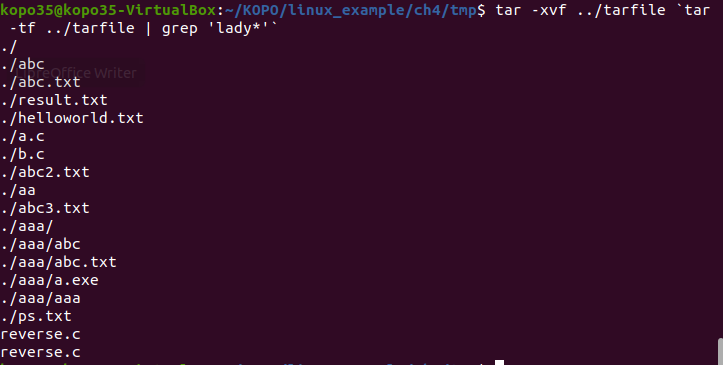 kopo35@kopo35-VirtualBox:~/KOPO/linux_example/ch4/tmp$ tar -xvf ../tarfile `tar
-tf ../tarfile | grep 'lady*'`
./
./abc
LibreOffice Writer
./abc.txt
./result.txt
./helloworld.txt
./a.c
./b.c
./abc2.txt
./aa
./abc3.txt
./aaa/
./aaa/abc
./aaa/abc.txt
./aaa/a.exe
./aaa/aaa
./ps.txt
reverse.c
reverse.c